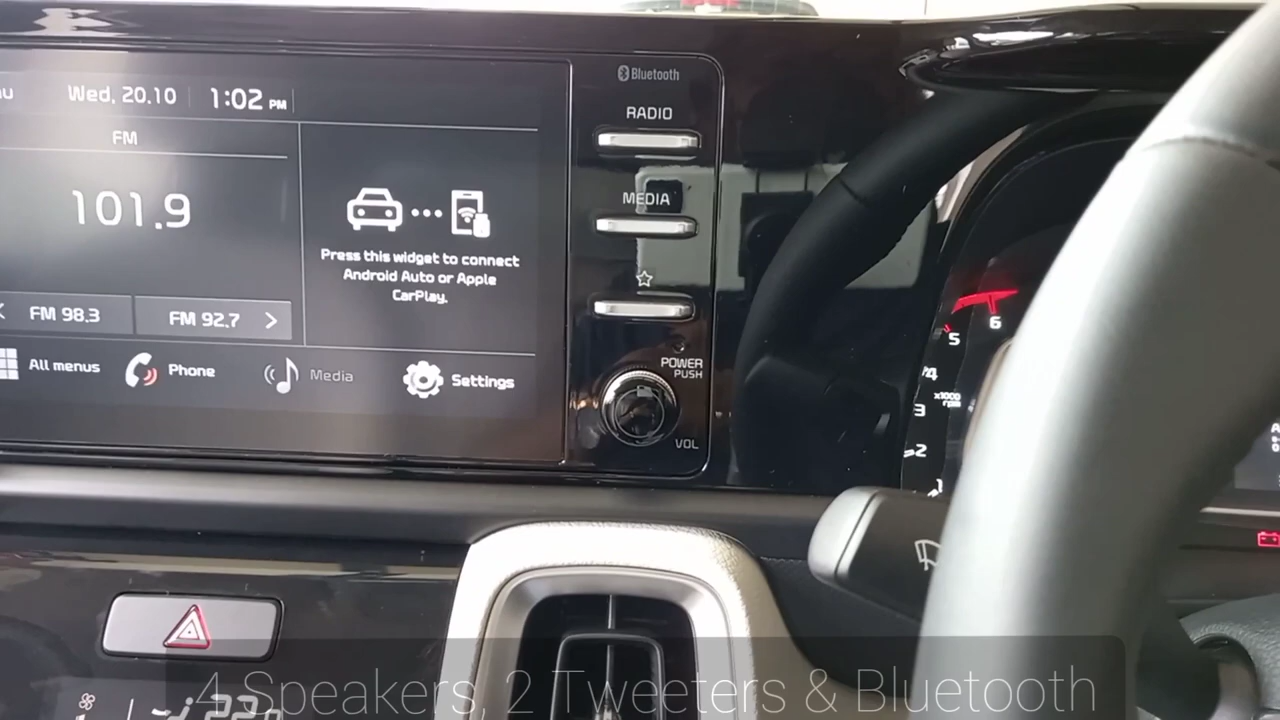 Wed, 20.10 1:02 PM
FM
101.9
FM 98.3
FM 92.7
Press this widget to connect
Android Auto or Apple
CarPlay.
All menus
Phone
Media
Settings
Bluetooth
RADIO
MEDIA
POWER
PUSH
VOL
6
5
4
x1000
rpm
3
2
1
22
4 Speakers, 2 Tweeters & Bluetooth